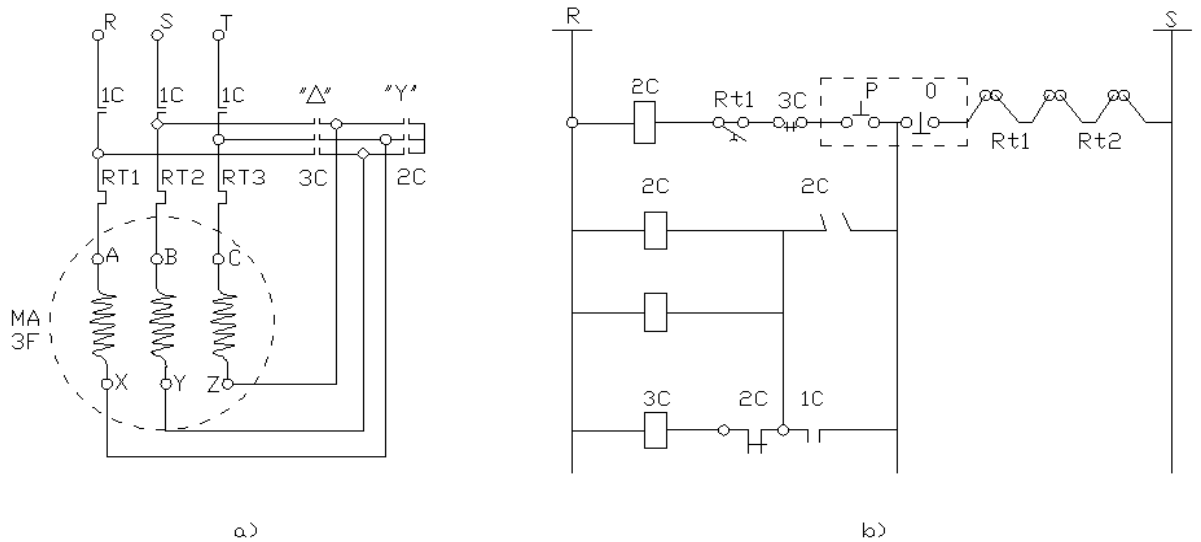 R S T
1C 1C 1C "Δ" "Y"
RT1 RT2 RT3 3C 2C
A B C
MA
3F
X Y Z
a)
R S
2C Rt1 3C P O
Rt1 Rt2
2C 2C
3C 2C 1C
b)